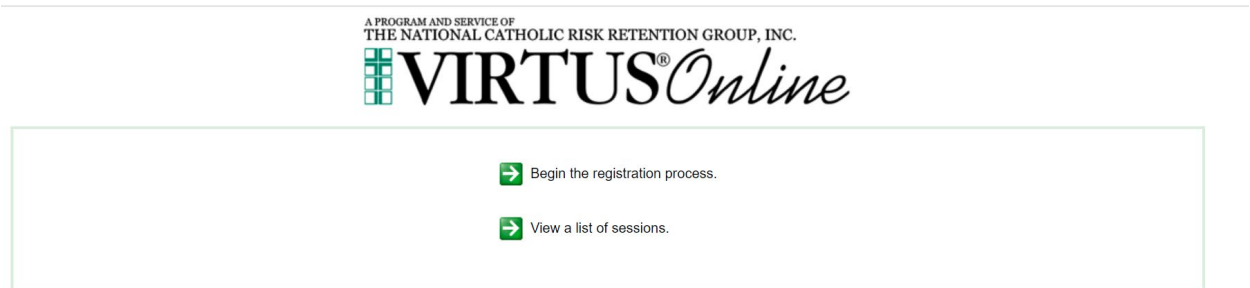 A PROGRAM AND SERVICE OF
THE NATIONAL CATHOLIC RISK RETENTION GROUP, INC.
VIRTUS®Online
Begin the registration process.
View a list of sessions.